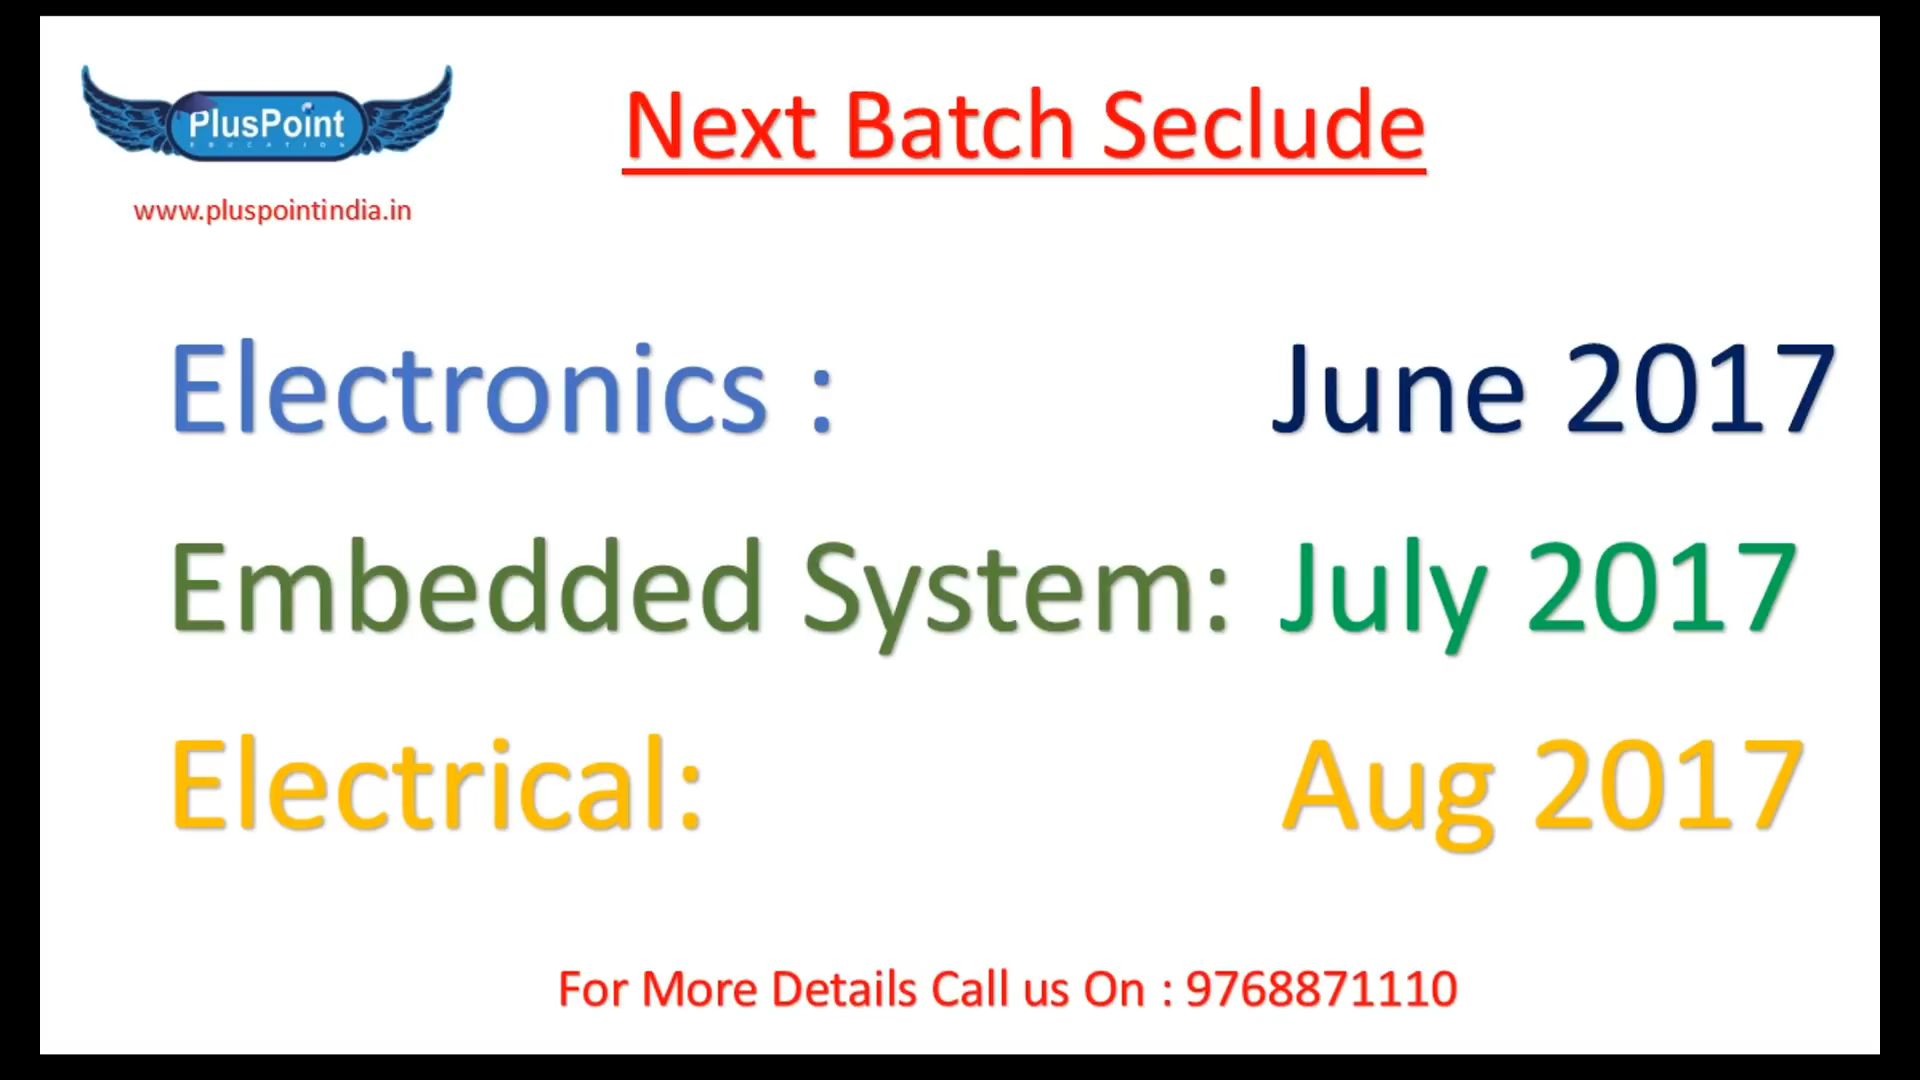 PlusPoint
EDUCATION
www.pluspointindia.in
Next Batch Seclude
Electronics : June 2017
Embedded System: July 2017
Electrical: Aug 2017
For More Details Call us On : 9768871110